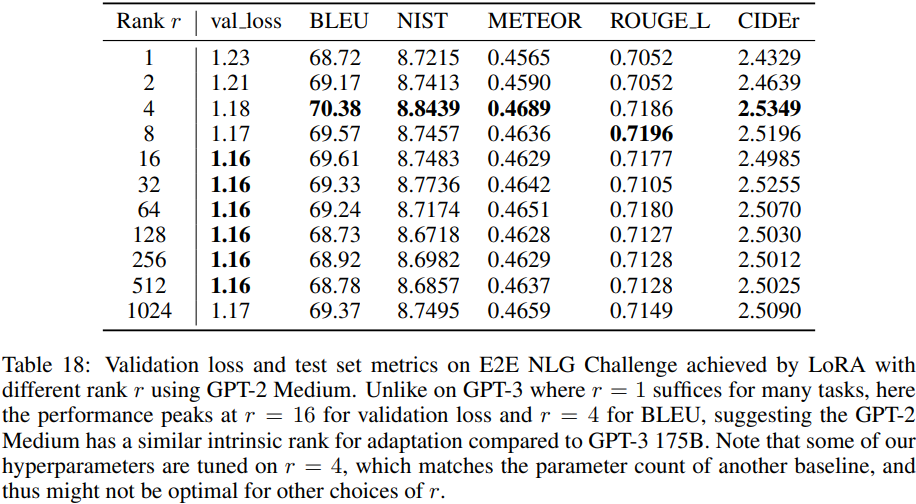 Rank r val_loss BLEU NIST METEOR ROUGE_L CIDEr
1 1.23 68.72 8.7215 0.4565 0.7052 2.4329
2 1.21 69.17 8.7413 0.4590 0.7052 2.4639
4 1.18 70.38 8.8439 0.4689 0.7186 2.5349
8 1.17 69.57 8.7457 0.4636 0.7196 2.5196
16 1.16 69.61 8.7483 0.4629 0.7177 2.4985
32 1.16 69.33 8.7736 0.4642 0.7105 2.5255
64 1.16 69.24 8.7174 0.4651 0.7180 2.5070
128 1.16 68.73 8.6718 0.4628 0.7127 2.5030
256 1.16 68.92 8.6982 0.4629 0.7128 2.5012
512 1.16 68.78 8.6857 0.4637 0.7128 2.5025
1024 1.17 69.37 8.7495 0.4659 0.7149 2.5090
Table 18: Validation loss and test set metrics on E2E NLG Challenge achieved by LoRA with
different rank r using GPT-2 Medium. Unlike on GPT-3 where r = 1 suffices for many tasks, here
the performance peaks at r = 16 for validation loss and r = 4 for BLEU, suggesting the GPT-2
Medium has a similar intrinsic rank for adaptation compared to GPT-3 175B. Note that some of our
hyperparameters are tuned on r = 4, which matches the parameter count of another baseline, and
thus might not be optimal for other choices of r.